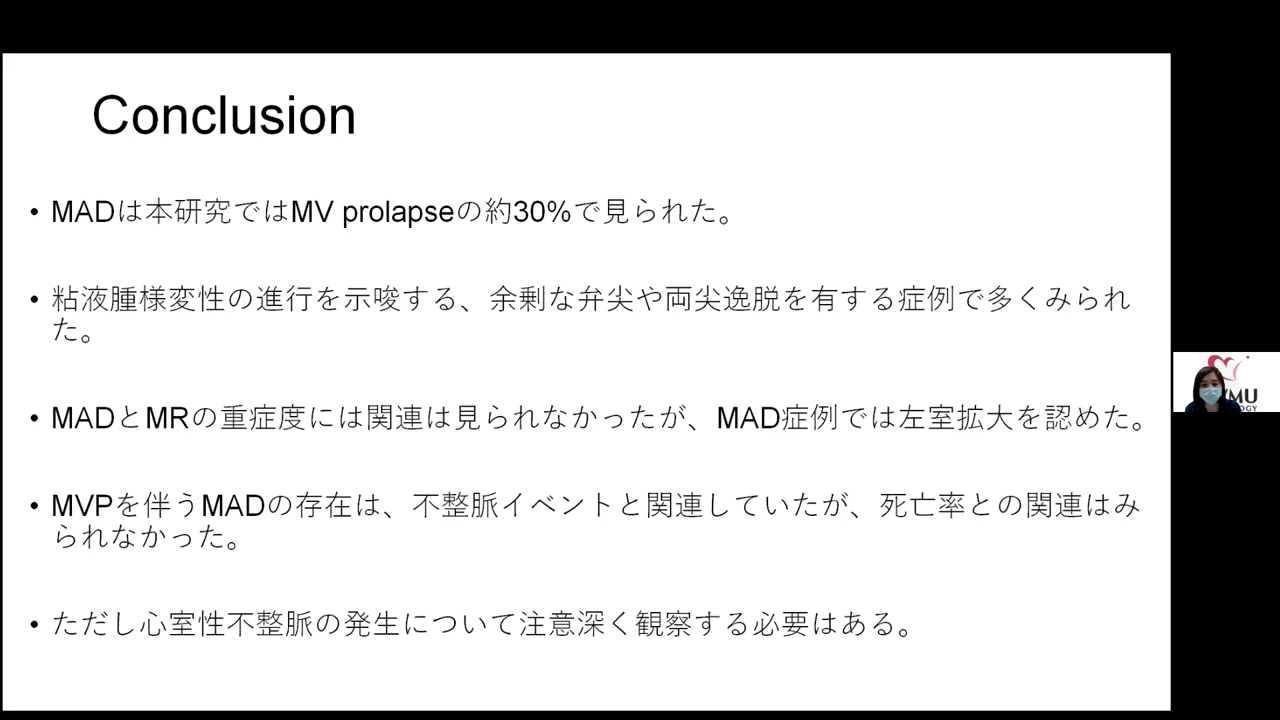 Conclusion
• MADは本研究ではMV prolapseの約30%で見られた。
• 粘液腫様変性の進行を示唆する、余剰な弁尖や両尖逸脱を有する症例で多くみられ
た。
• MADとMRの重症度には関連は見られなかったが、MAD症例では左室拡大を認めた。
• MVPを伴うMADの存在は、不整脈イベントと関連していたが、死亡率との関連はみ
られなかった。
• ただし心室性不整脈の発生について注意深く観察する必要はある。